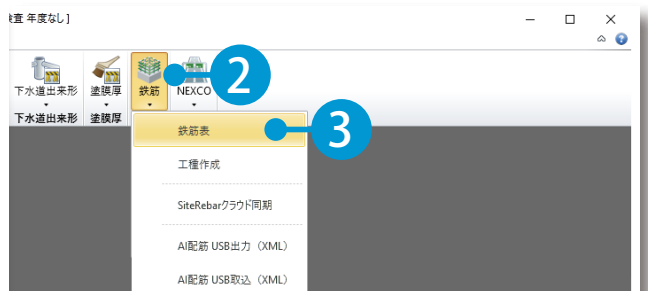 査 年度なし]
下水道出来形 塗膜厚 鉄筋 NEXCO
下水道出来形 塗膜厚
2
鉄筋表
3
工種作成
SiteRebarクラウド同期
AI配筋 USB出力（XML）
AI配筋 USB取込（XML）